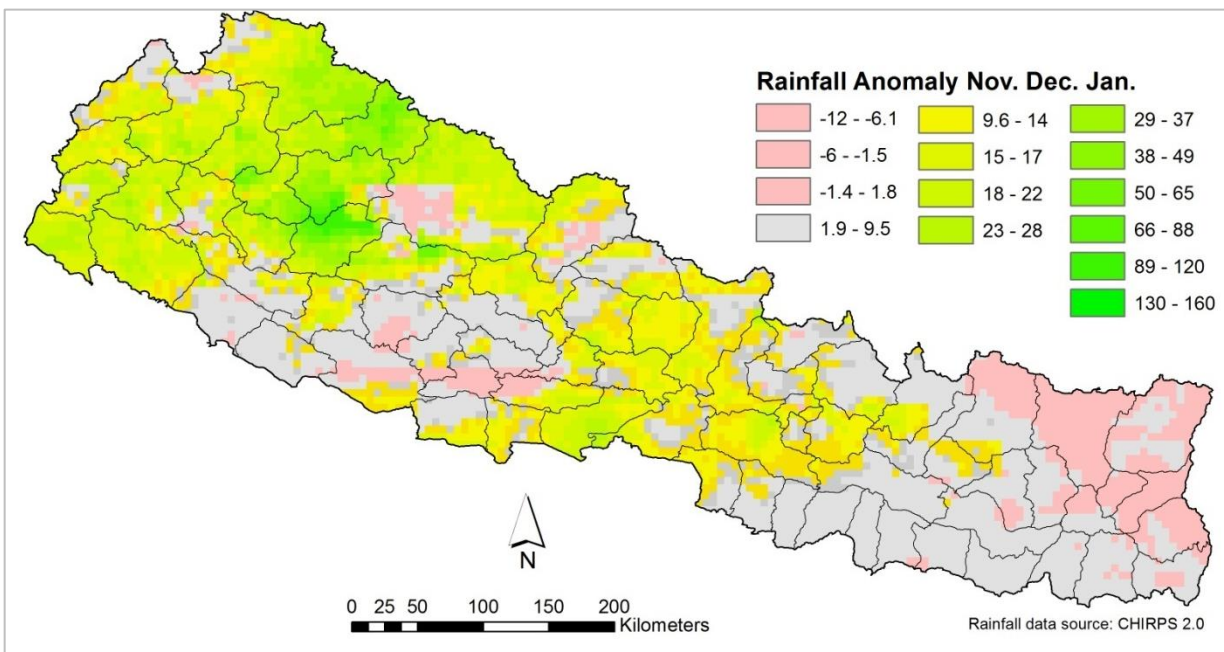 Rainfall Anomaly Nov. Dec. Jan.
-12 - -6.1
-6 - -1.5
-1.4 - 1.8
1.9 - 9.5
9.6 - 14
15 - 17
18 - 22
23 - 28
29 - 37
38 - 49
50 - 65
66 - 88
89 - 120
130 - 160
N
0 25 50 100 150 200
Kilometers
Rainfall data source: CHIRPS 2.0